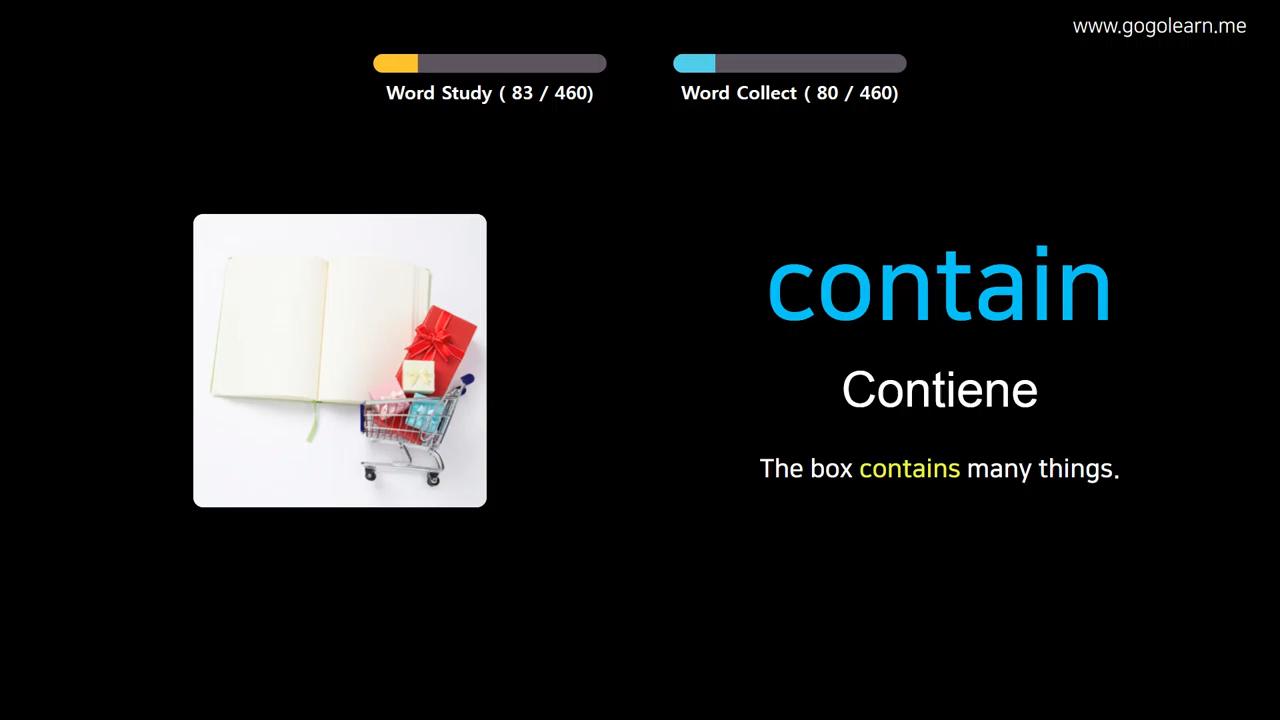 www.gogolearn.me
Word Study ( 83 / 460)
Word Collect ( 80 / 460)
contain
Contiene
The box contains many things.